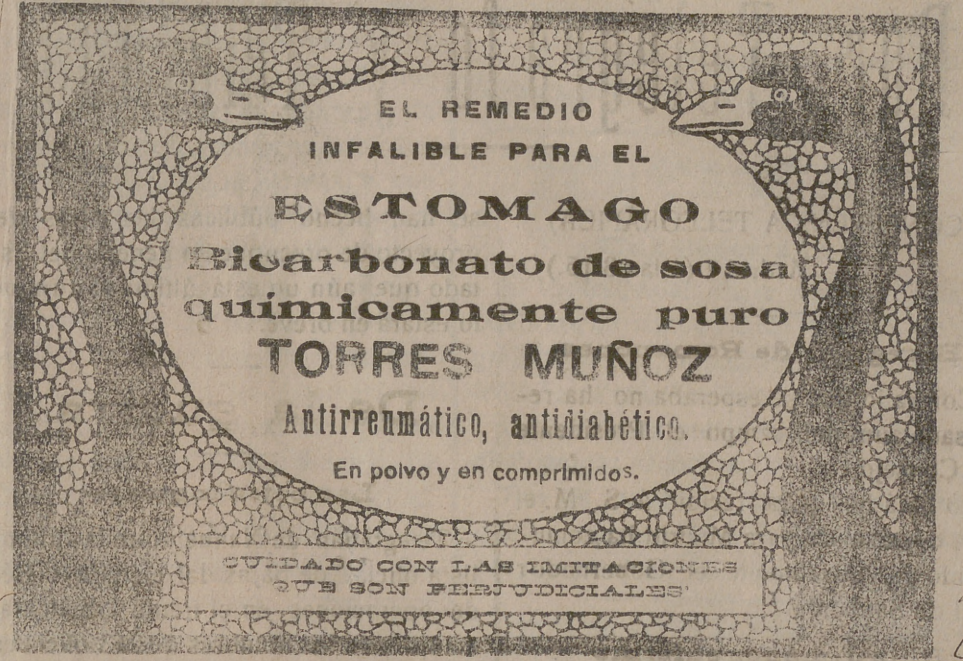 EL REMEDIO
INFALIBLE PARA EL
ESTOMAGO
Bicarbonato de sosa
químicamente puro
TORRES MUÑOZ
Antirreumático, antidiabético.
En polvo y en comprimidos.
CUIDADO CON LAS IMITACIONES
QUE SON PERJUDICIALES